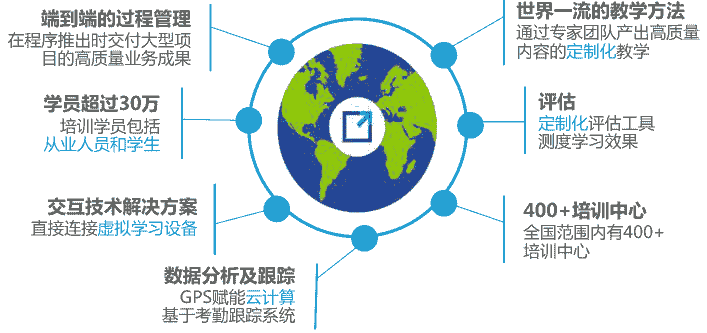 端到端的过程管理
在程序推出时交付大型项
目的高质量业务成果
世界一流的教学方法
通过专家团队产出高质量
内容的定制化教学
学员超过30万
培训学员包括
从业人员和学生
评估
定制化评估工具
测度学习效果
交互技术解决方案
直接连接虚拟学习设备
400+培训中心
全国范围内有400+
培训中心
数据分析及跟踪
GPS赋能云计算
基于考勤跟踪系统